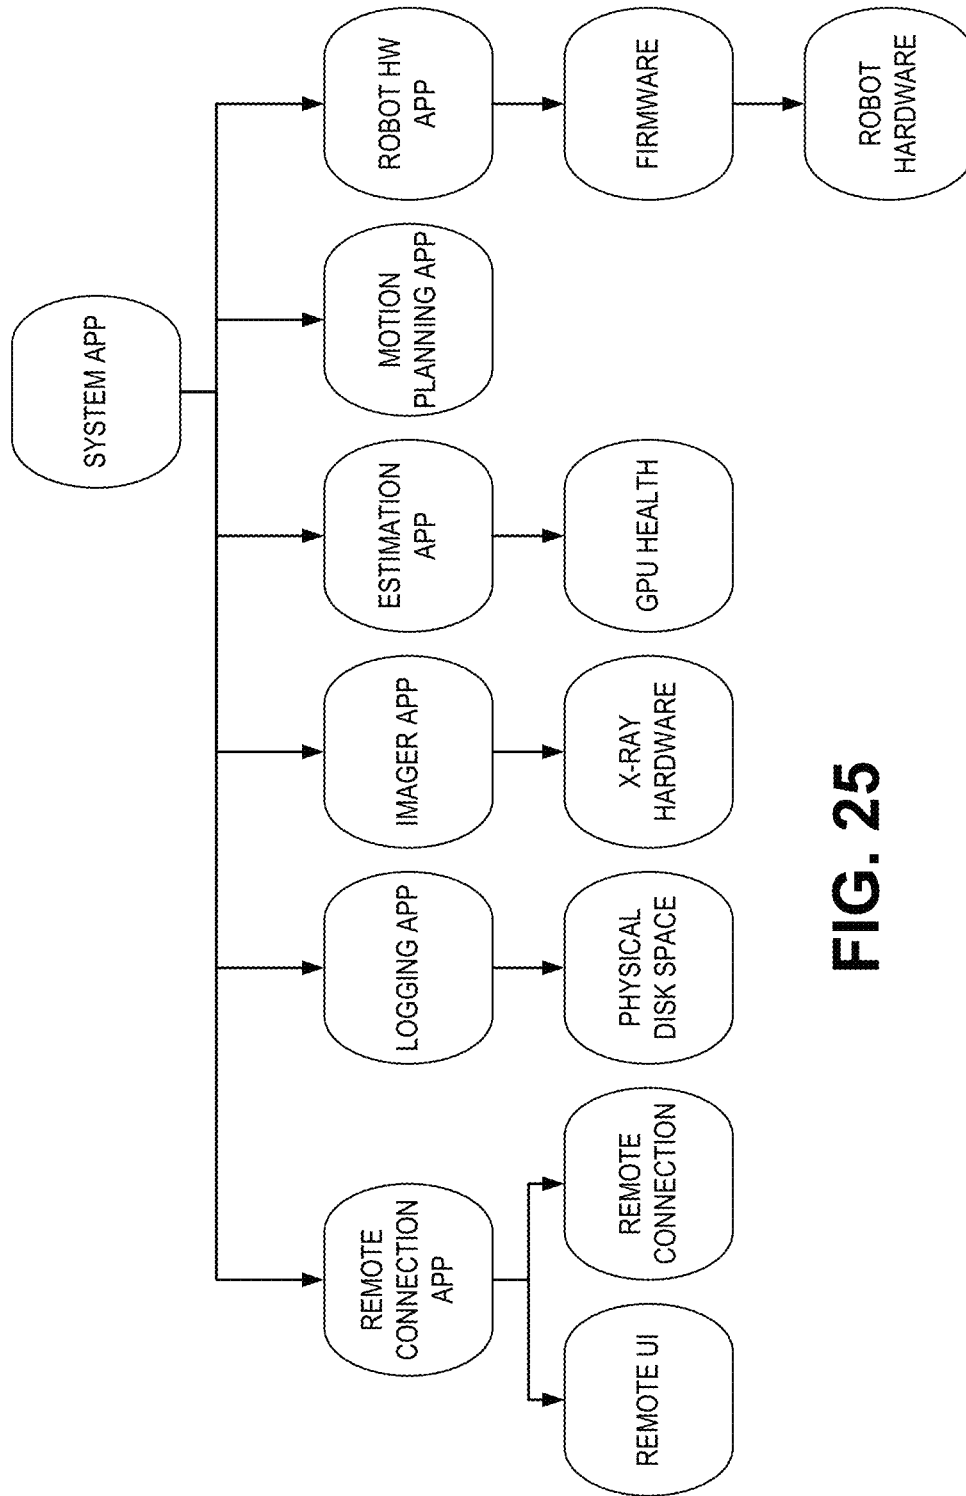 SYSTEM APP
REMOTE
CONNECTION
APP
LOGGING APP
IMAGER APP
ESTIMATION
APP
MOTION
PLANNING APP
ROBOT HW
APP
REMOTE UI
REMOTE
CONNECTION
PHYSICAL
DISK SPACE
X-RAY
HARDWARE
GPU HEALTH
FIRMWARE
ROBOT
HARDWARE
FIG. 25